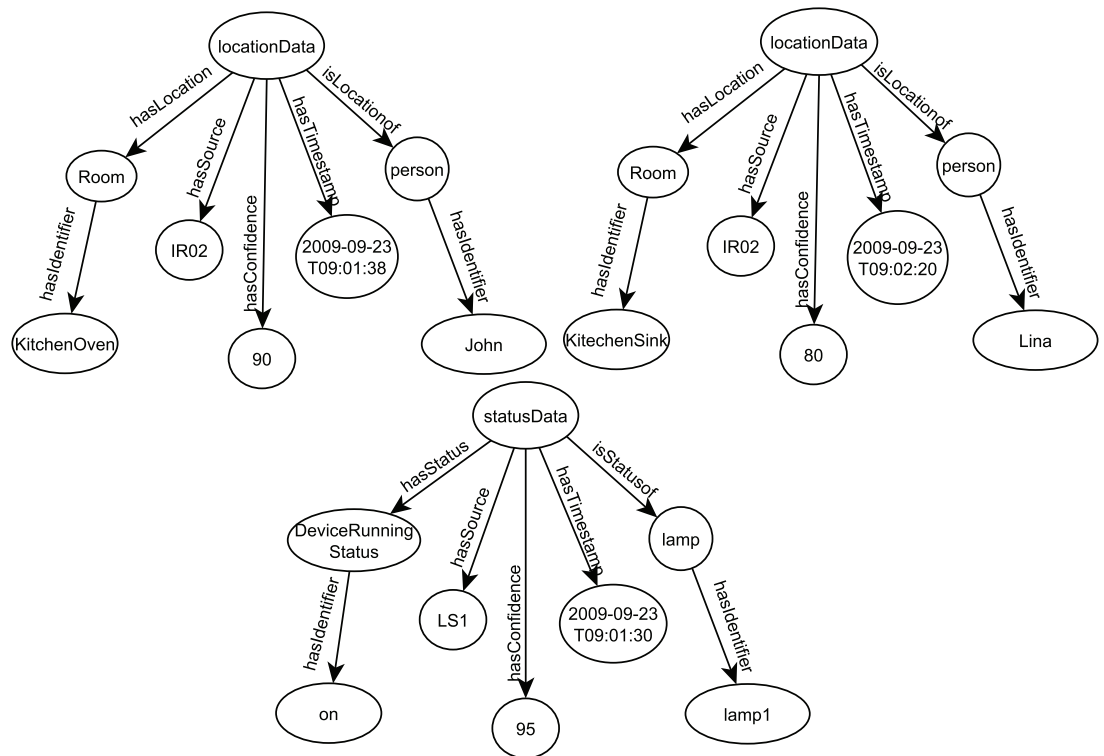 locationData
hasLocation
hasSource
hasConfidence
hasTimestamp
isLocationof
Room
person
hasIdentifier
IR02
2009-09-23
T09:01:38
hasIdentifier
KitchenOven
90
John
locationData
hasLocation
hasSource
hasConfidence
hasTimestamp
isLocationof
Room
person
hasIdentifier
IR02
2009-09-23
T09:02:20
hasIdentifier
KitechenSink
80
Lina
statusData
hasStatus
hasSource
hasConfidence
hasTimestamp
isStatusof
DeviceRunning
Status
lamp
hasIdentifier
LS1
2009-09-23
T09:01:30
hasIdentifier
on
95
lamp1